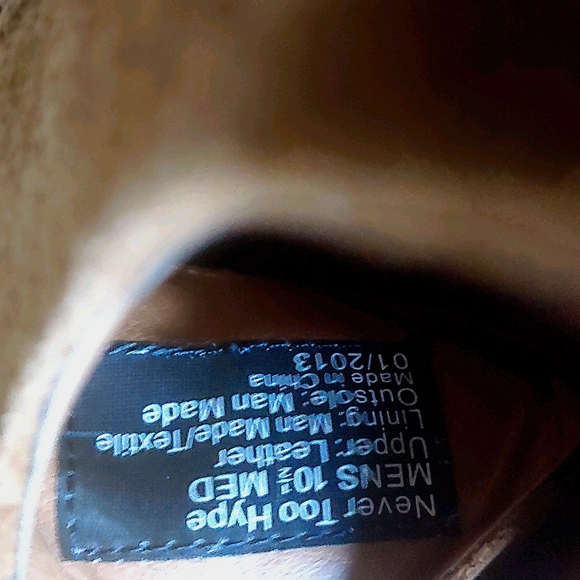 Never Too Hype
MENS 10½ MED
Upper: Leather
Lining: Man Made/Textile
Outsole: Man Made
Made in China
01/2013